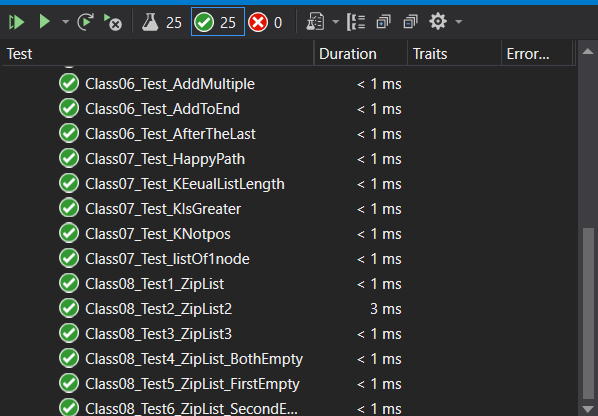 25 25 0
Test Duration Traits Error...
Class06_Test_AddMultiple < 1 ms
Class06_Test_AddToEnd < 1 ms
Class06_Test_AfterTheLast < 1 ms
Class07_Test_HappyPath < 1 ms
Class07_Test_KEeualListLength < 1 ms
Class07_Test_KIsGreater < 1 ms
Class07_Test_KNotpos < 1 ms
Class07_Test_listOf1node < 1 ms
Class08_Test1_ZipList < 1 ms
Class08_Test2_ZipList2 3 ms
Class08_Test3_ZipList3 < 1 ms
Class08_Test4_ZipList_BothEmpty < 1 ms
Class08_Test5_ZipList_FirstEmpty < 1 ms
Class08_Test6_ZipList_SecondE... < 1 ms